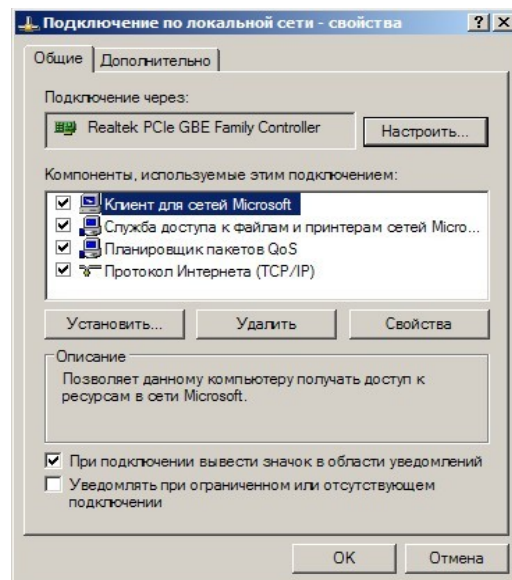 Подключение по локальной сети - свойства
Общие
Дополнительно
Подключение через:
Realtek PCIe GBE Family Controller
Настроить...
Компоненты, используемые этим подключением:
Клиент для сетей Microsoft
Служба доступа к файлам и принтерам сетей Micro...
Планировщик пакетов QoS
Протокол Интернета (TCP/IP)
Установить...
Удалить
Свойства
Описание
Позволяет данному компьютеру получать доступ к
ресурсам в сети Microsoft.
При подключении вывести значок в области уведомлений
Уведомлять при ограниченном или отсутствующем
подключении
OK
Отмена